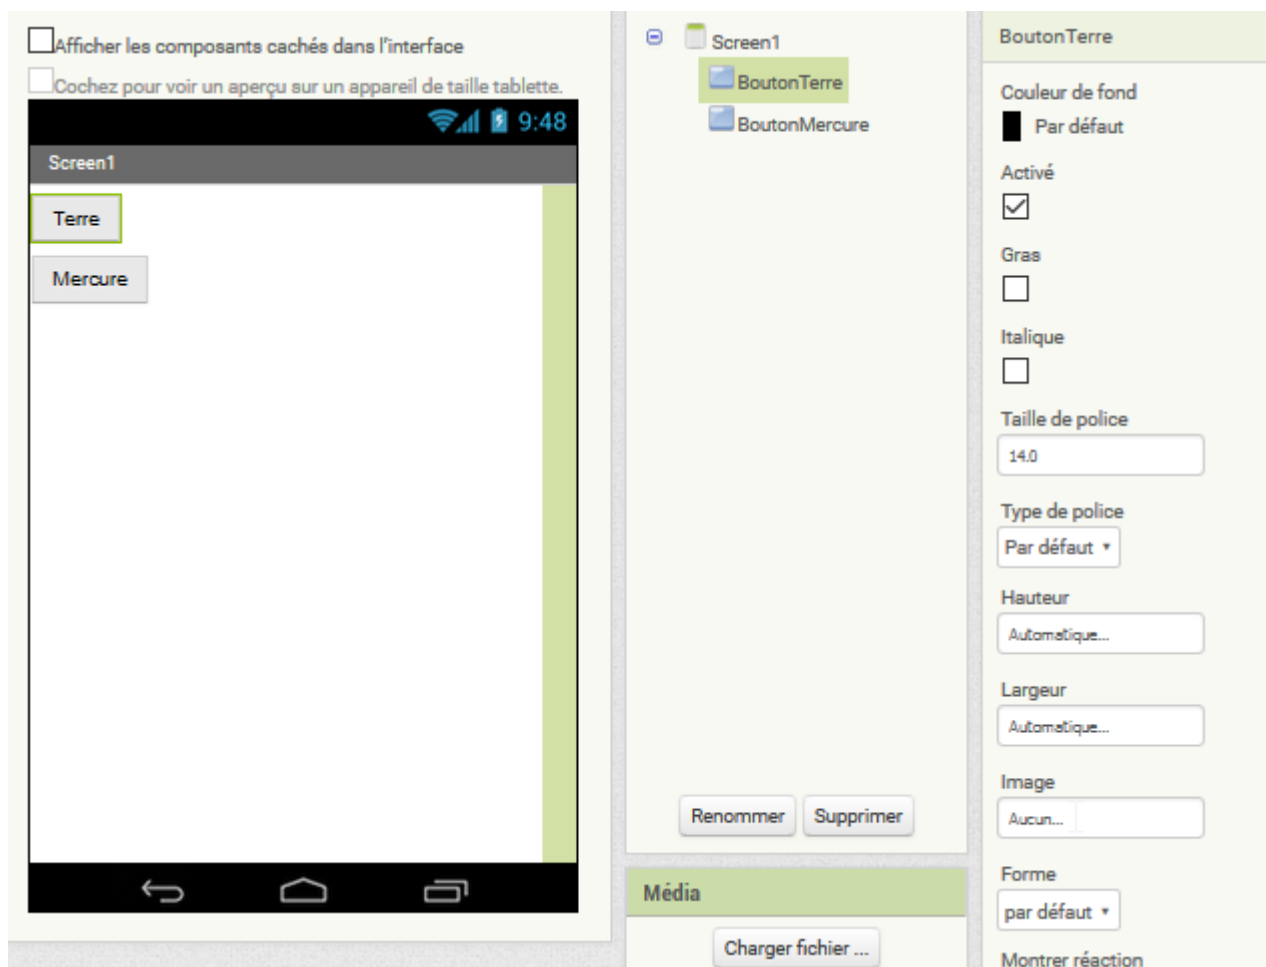 Afficher les composants cachés dans l'interface
Cochez pour voir un aperçu sur un appareil de taille tablette.
9:48
Screen1
Terre
Mercure
Screen1
BoutonTerre
BoutonMercure
Renommer
Supprimer
Média
Charger fichier ...
BoutonTerre
Couleur de fond
Par défaut
Activé
Gras
Italique
Taille de police
14.0
Type de police
Par défaut
Hauteur
Automatique...
Largeur
Automatique...
Image
Aucun...
Forme
par défaut
Montrer réaction